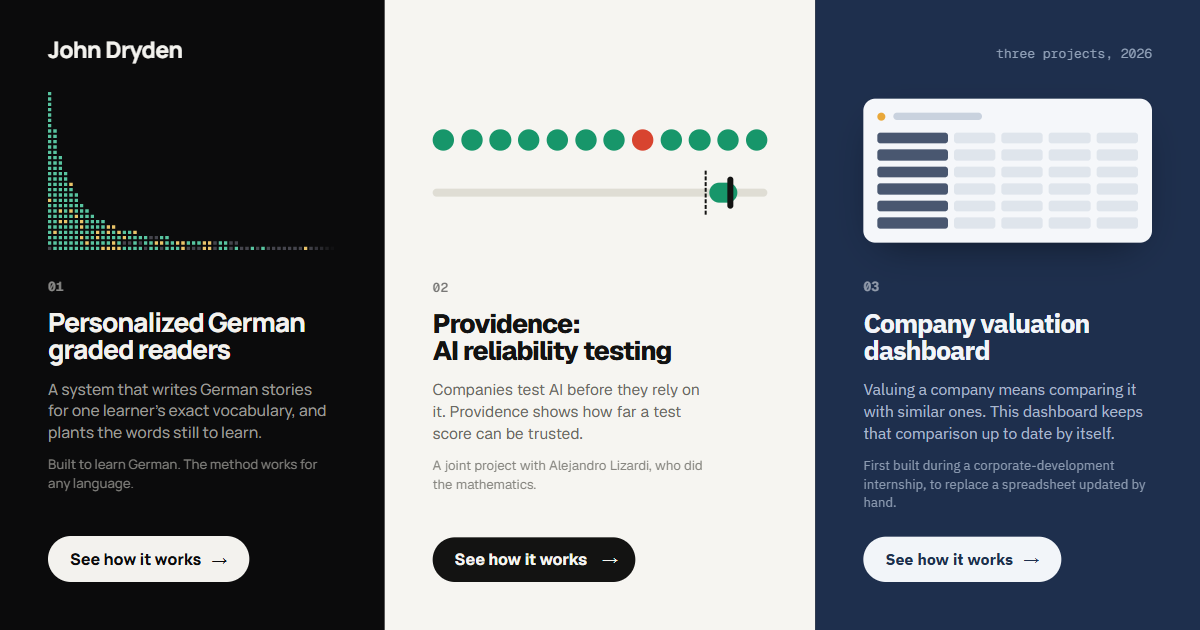 John Dryden
three projects, 2026
01
Personalized German
graded readers
A system that writes German stories
for one learner’s exact vocabulary, and
plants the words still to learn.
Built to learn German. The method works for
any language.
See how it works →
02
Providence:
AI reliability testing
Companies test AI before they rely on
it. Providence shows how far a test
score can be trusted.
A joint project with Alejandro Lizardi, who did
the mathematics.
See how it works →
03
Company valuation
dashboard
Valuing a company means comparing it
with similar ones. This dashboard keeps
that comparison up to date by itself.
First built during a corporate-development
internship, to replace a spreadsheet updated by
hand.
See how it works →